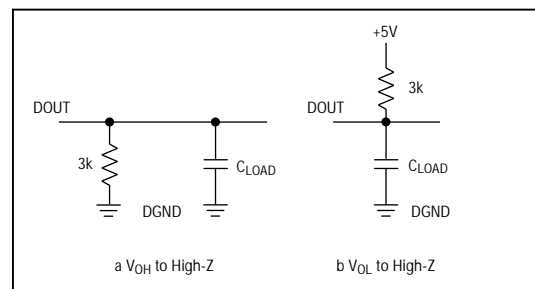 +5V
3k
DOUT
DOUT
3k
CLOAD
CLOAD
DGND
DGND
a VOH to High-Z
b VOL to High-Z